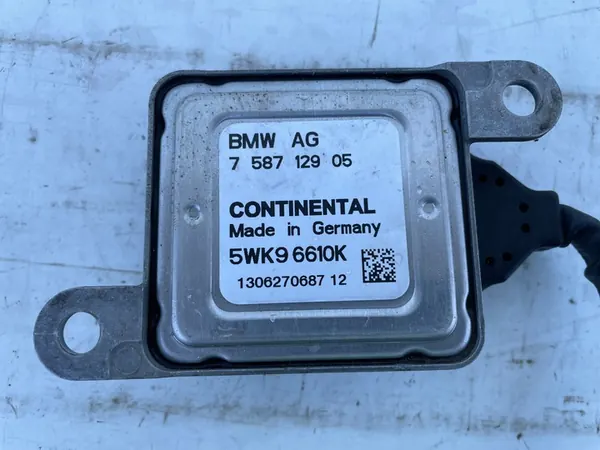 BMW AG
7 587 129 05
CONTINENTAL
Made in Germany
5WK9 6610K
1306270687 12